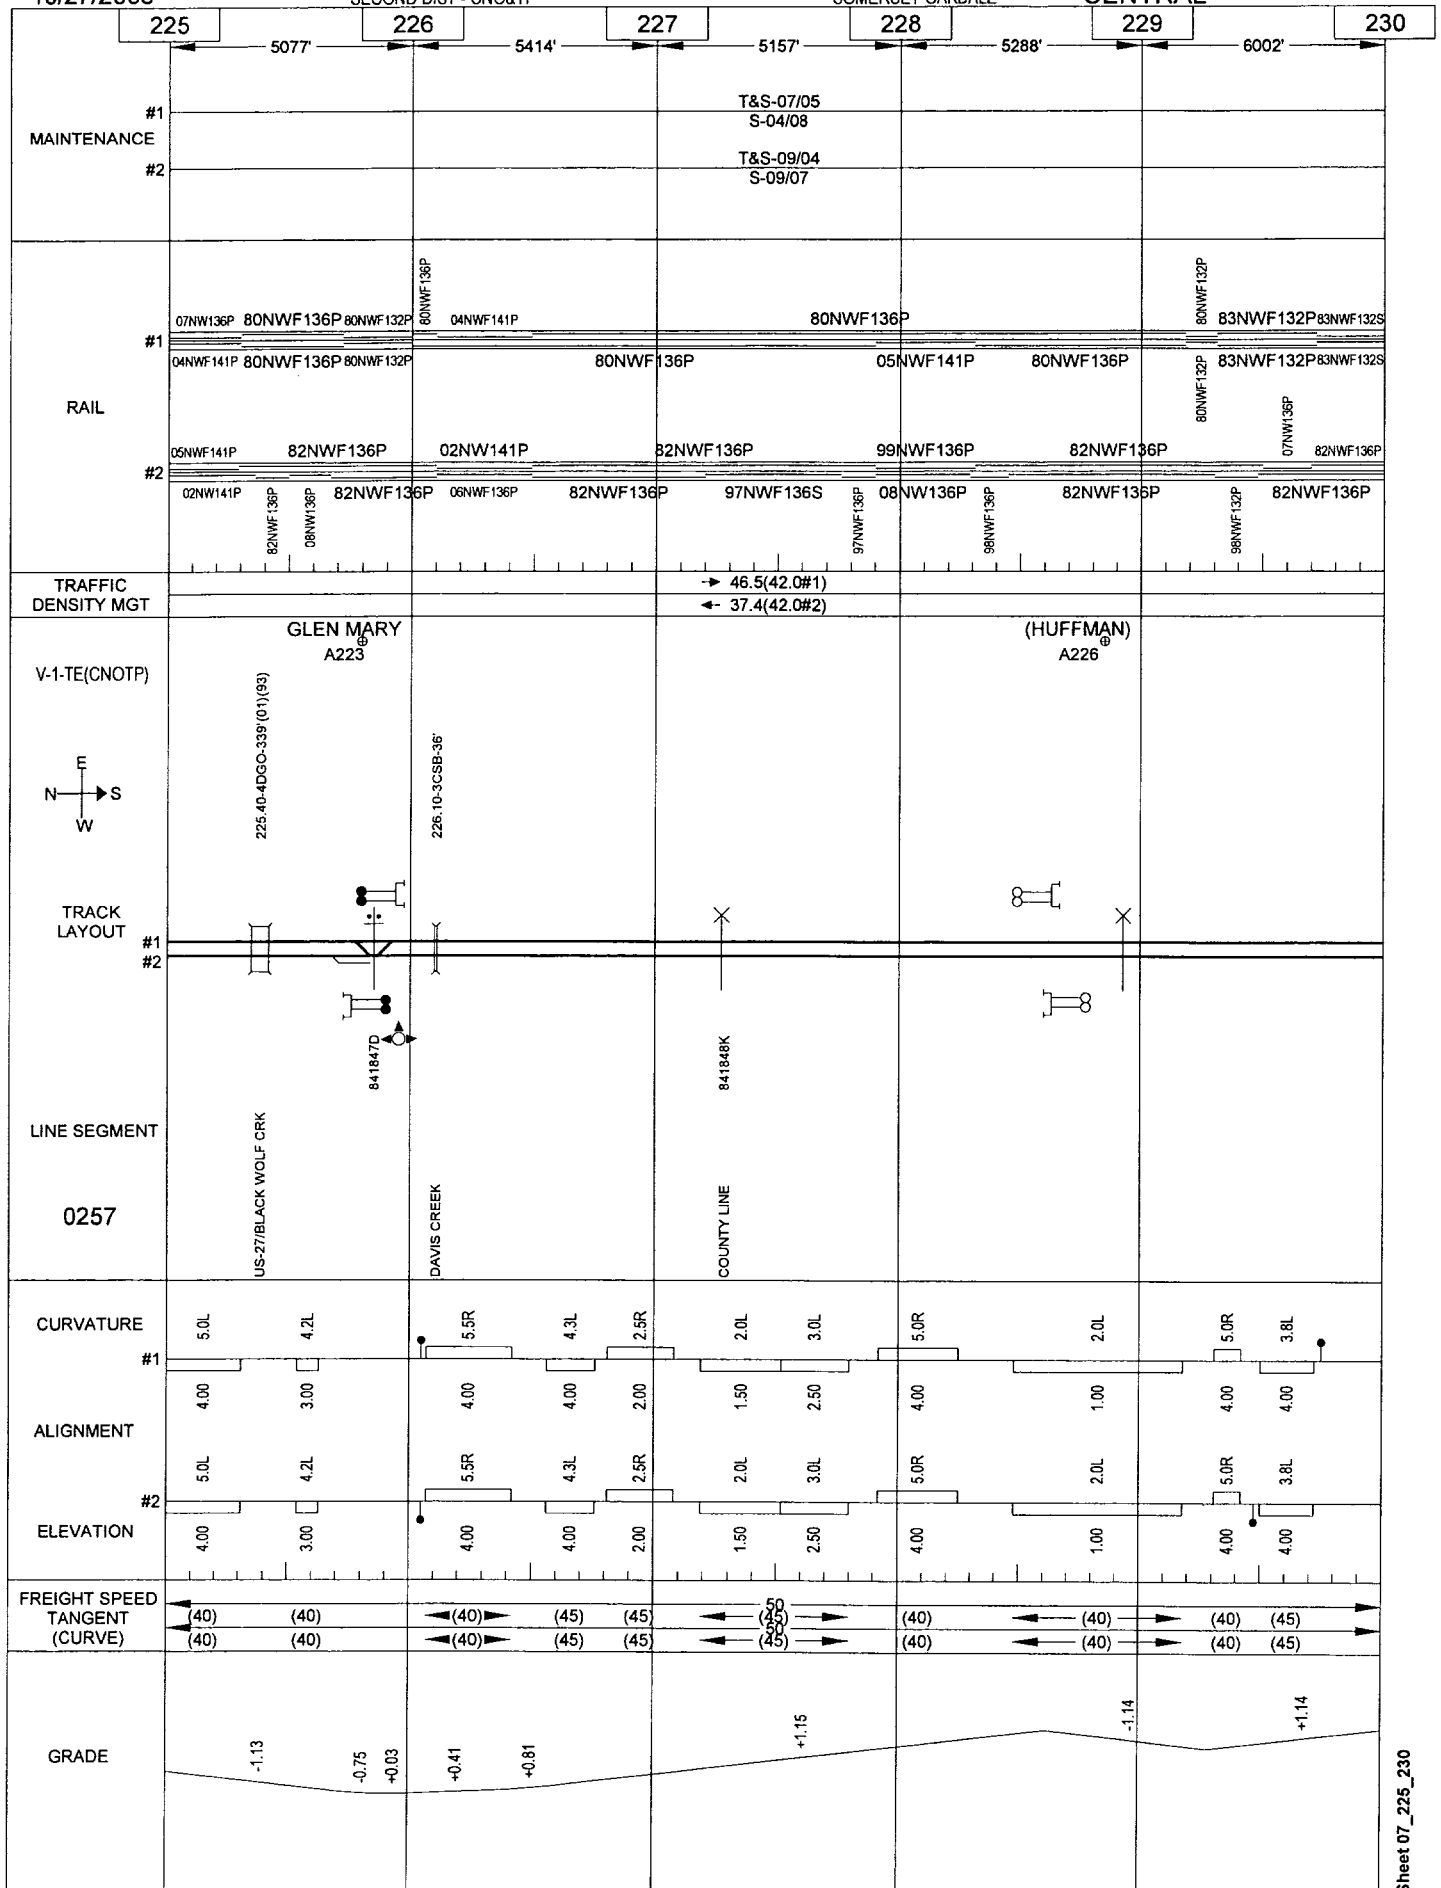 SECOND DIST - CNO&TP SOMERSET-OAKDALE CENTRAL
225 226 227 228 229 230
5077' 5414' 5157' 5288' 6002'
MAINTENANCE
#1 T&S-07/05
S-04/08
#2 T&S-09/04
S-09/07
RAIL
80NWF136P 80NWF132P
07NW136P 80NWF136P 80NWF132P 04NWF141P 80NWF136P 83NWF132P 83NWF132S
#1
04NWF141P 80NWF136P 80NWF132P 80NWF136P 05NWF141P 80NWF136P 80NWF132P 83NWF132P 83NWF132S
07NW136P
05NWF141P 82NWF136P 02NW141P 82NWF136P 99NWF136P 82NWF136P 82NWF136P
#2
02NW141P 82NWF136P 06NWF136P 82NWF136P 97NWF136S 08NW136P 82NWF136P 82NWF136P
82NWF136P 08NW136P 97NWF136P 98NWF136P 98NWF132P
TRAFFIC
DENSITY MGT
46.5(42.0#1)
37.4(42.0#2)
GLEN MARY
A223
(HUFFMAN)
A226
V-1-TE(CNOTP)
225.40-4DGO-339'(01)(93)
226.10-3CSB-36'
E
N S
W
TRACK
LAYOUT
#1
#2
841847D
841848K
LINE SEGMENT
0257
US-27/BLACK WOLF CRK
DAVIS CREEK
COUNTY LINE
CURVATURE
5.0L 4.2L 5.5R 4.3L 2.5R 2.0L 3.0L 5.0R 2.0L 5.0R 3.8L
#1
4.00 3.00 4.00 4.00 2.00 1.50 2.50 4.00 1.00 4.00 4.00
ALIGNMENT
5.0L 4.2L 5.5R 4.3L 2.5R 2.0L 3.0L 5.0R 2.0L 5.0R 3.8L
#2
ELEVATION
4.00 3.00 4.00 4.00 2.00 1.50 2.50 4.00 1.00 4.00 4.00
FREIGHT SPEED
TANGENT
(CURVE)
50
(40) (40) (40) (45) (45) (45) (40) (40) (40) (45)
50
(40) (40) (40) (45) (45) (45) (40) (40) (40) (45)
GRADE
-1.13 -0.75 +0.03 +0.41 +0.81 +1.15 -1.14 +1.14
Sheet 07_225_230